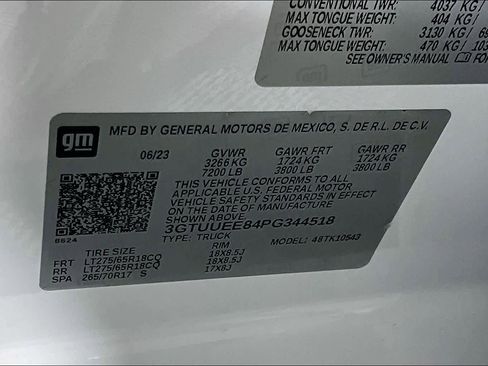 CONVENTIONAL TWR: 4037 KG /
MAX TONGUE WEIGHT: 404 KG /
GOOSENECK TWR: 3130 KG / 69
MAX TONGUE WEIGHT: 470 KG / 103
SEE OWNER'S MANUAL FOR
gm
MFD BY GENERAL MOTORS DE MEXICO, S. DE R.L. DE C.V.
06/23 GVWR GAWR FRT GAWR RR
3266 KG 1724 KG 1724 KG
7200 LB 3800 LB 3800 LB
THIS VEHICLE CONFORMS TO ALL
APPLICABLE U.S. FEDERAL MOTOR
VEHICLE SAFETY STANDARDS IN EFFECT
ON THE DATE OF MANUFACTURE SHOWN ABOVE.
3GTUUEE84PG344518
TYPE: TRUCK MODEL: 48TK10543
B624
TIRE SIZE RIM
FRT LT275/65R18CQ 18X8.5J
RR LT275/65R18CQ 18X8.5J
SPA 265/70R17 S 17X8J